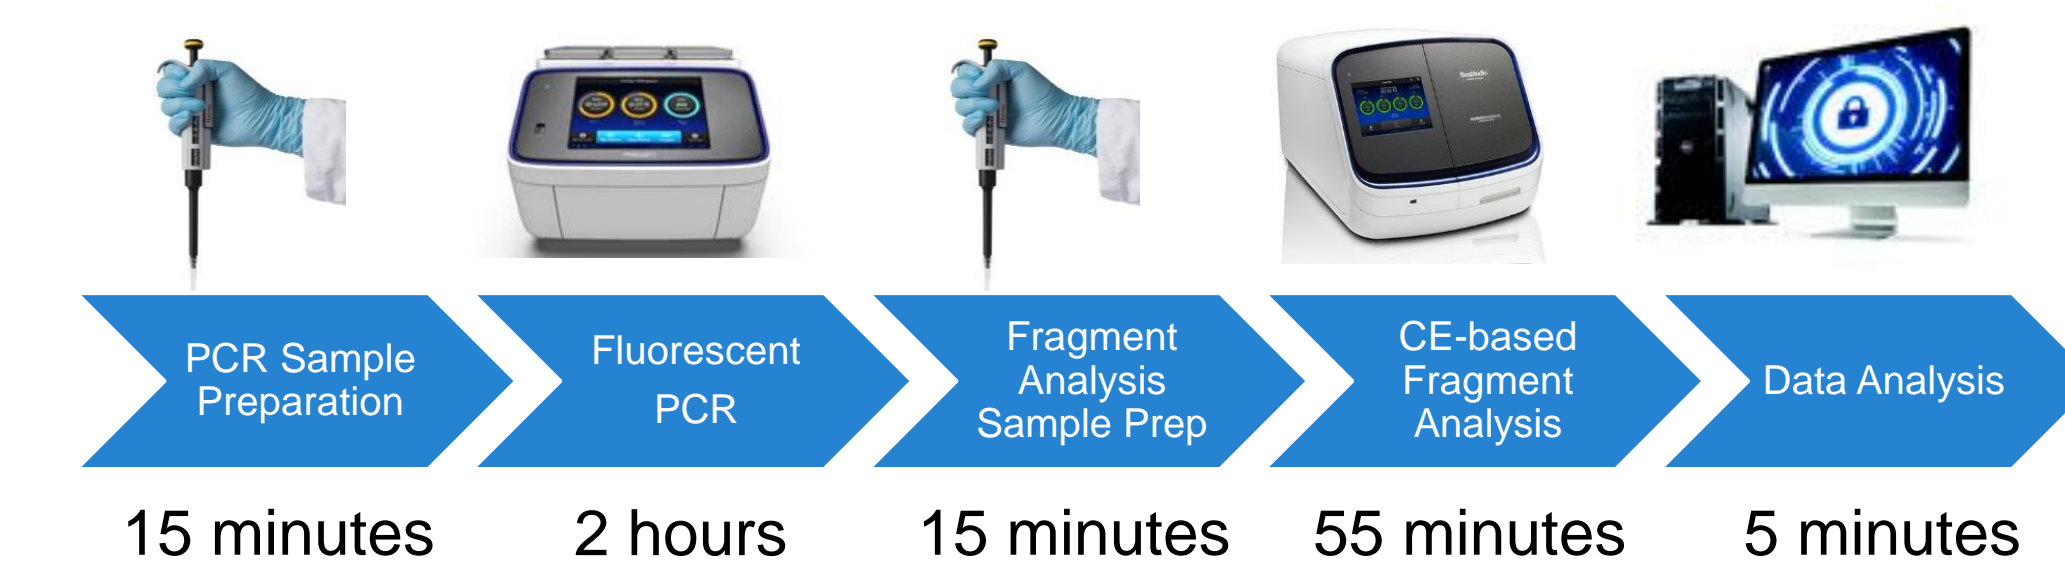 SeqStudio
PCR Sample
Preparation
Fluorescent
PCR
Fragment
Analysis
Sample Prep
CE-based
Fragment
Analysis
Data Analysis
15 minutes
2 hours
15 minutes
55 minutes
5 minutes